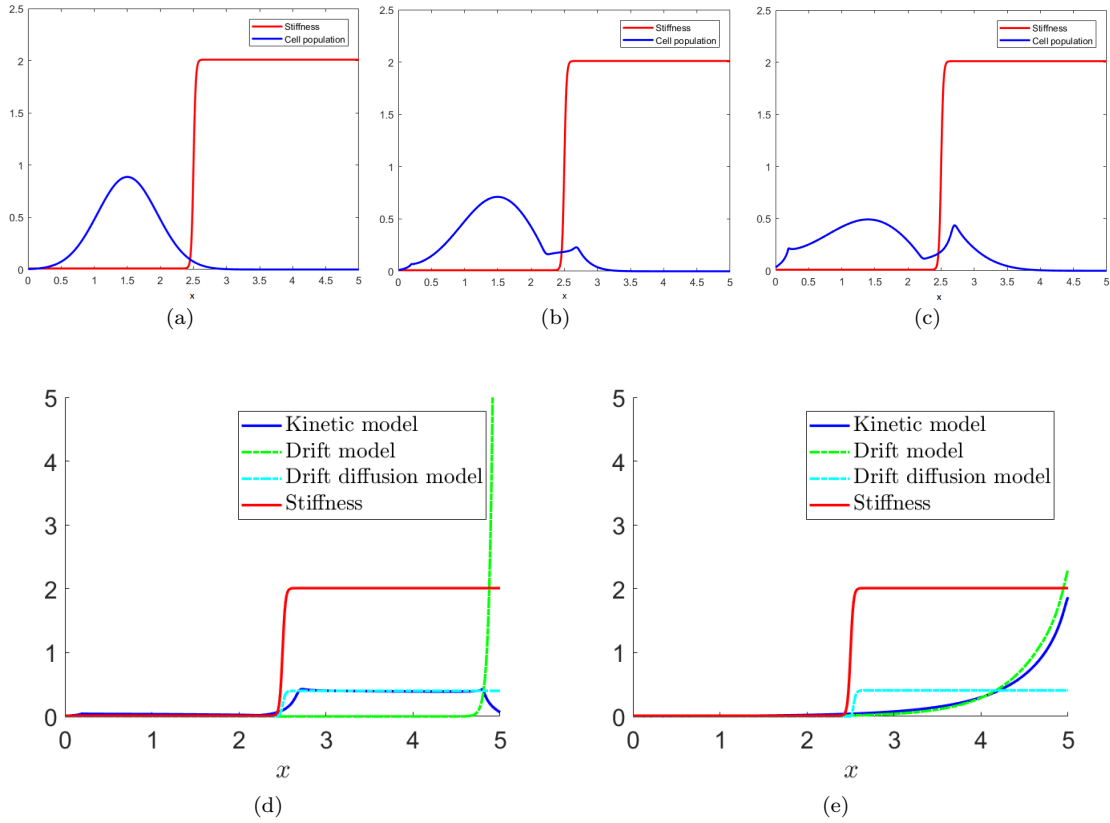 2.5
2
1.5
1
0.5
0
Stiffness
Cell population
0 0.5 1 1.5 2 2.5 3 3.5 4 4.5 5
x
(a)
2.5
2
1.5
1
0.5
0
Stiffness
Cell population
0 0.5 1 1.5 2 2.5 3 3.5 4 4.5 5
x
(b)
2.5
2
1.5
1
0.5
0
Stiffness
Cell population
0 0.5 1 1.5 2 2.5 3 3.5 4 4.5 5
x
(c)
5
4
3
2
1
0
Kinetic model
Drift model
Drift diffusion model
Stiffness
0 1 2 3 4 5
x
(d)
5
4
3
2
1
0
Kinetic model
Drift model
Drift diffusion model
Stiffness
0 1 2 3 4 5
x
(e)